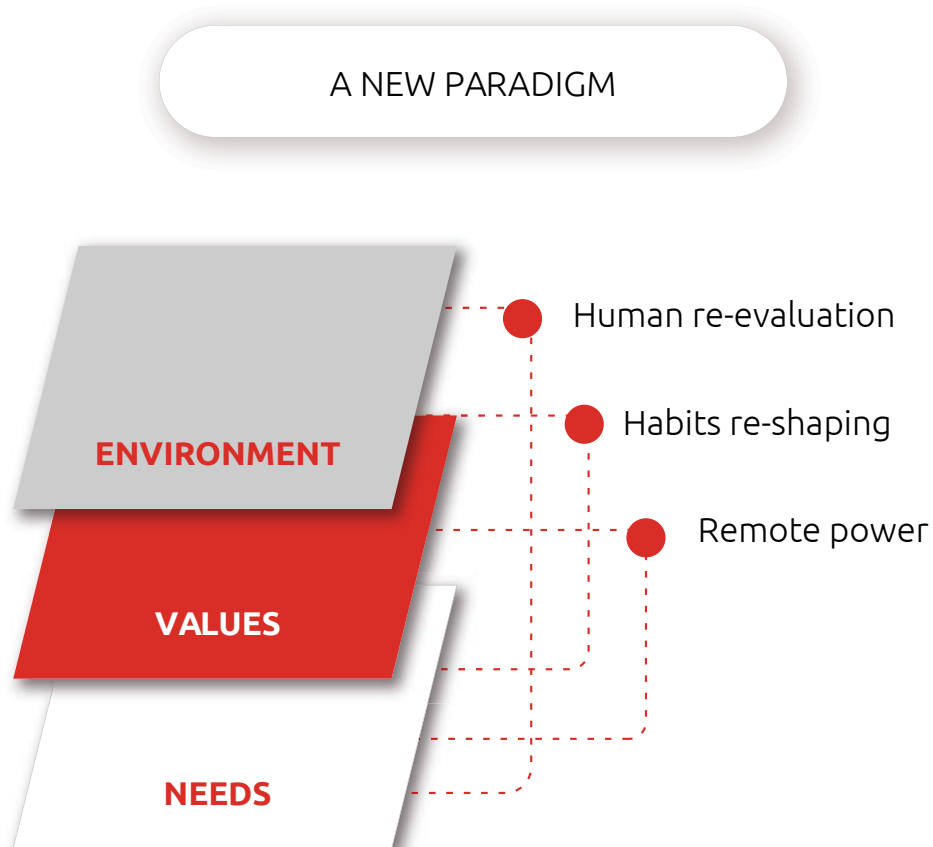 A NEW PARADIGM
Human re-evaluation
Habits re-shaping
ENVIRONMENT
Remote power
VALUES
NEEDS